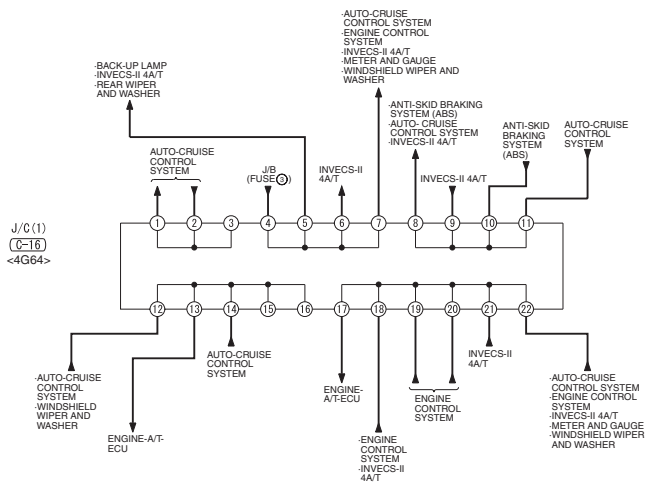 ·AUTO-CRUISE
CONTROL SYSTEM
·ENGINE CONTROL
SYSTEM
·INVECS-II 4A/T
·METER AND GAUGE
·WINDSHIELD WIPER AND
WASHER
·BACK-UP LAMP
·INVECS-II 4A/T
·REAR WIPER
AND WASHER
·ANTI-SKID BRAKING
SYSTEM (ABS)
·AUTO- CRUISE
CONTROL SYSTEM
·INVECS-II 4A/T
ANTI-SKID
BRAKING
SYSTEM
(ABS)
AUTO-CRUISE
CONTROL
SYSTEM
AUTO-CRUISE
CONTROL
SYSTEM
J/B
(FUSE③)
INVECS-II
4A/T
INVECS-II 4A/T
1 2 3 4 5 6 7 8 9 10 11
J/C(1)
C-16
<4G64>
12 13 14 15 16 17 18 19 20 21 22
AUTO-CRUISE
CONTROL
SYSTEM
INVECS-II
4A/T
·AUTO-CRUISE
CONTROL
SYSTEM
·WINDSHIELD
WIPER AND
WASHER
ENGINE-A/T-
ECU
ENGINE-
A/T-ECU
·ENGINE
CONTROL
SYSTEM
·INVECS-II
4A/T
ENGINE
CONTROL
SYSTEM
·AUTO-CRUISE
CONTROL SYSTEM
·ENGINE CONTROL
SYSTEM
·INVECS-II 4A/T
·METER AND GAUGE
·WINDSHIELD WIPER
AND WASHER